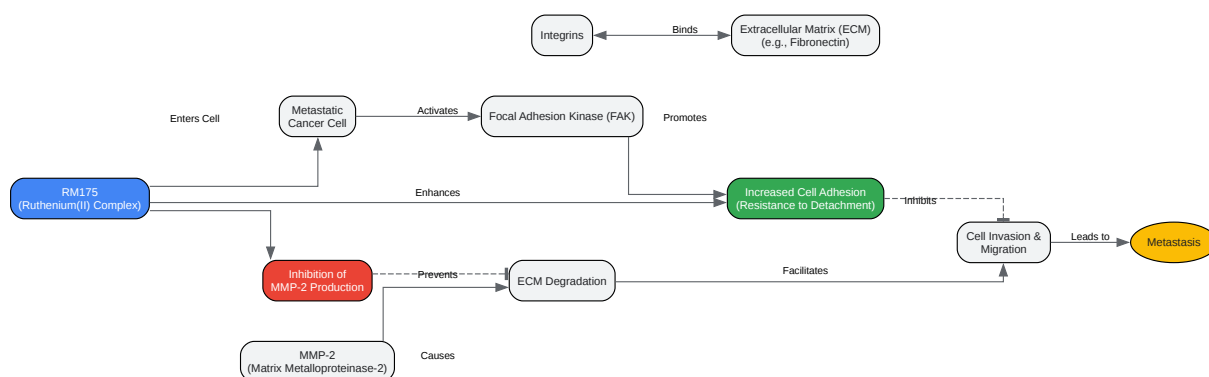 Integrins
Binds
Extracellular Matrix (ECM)
(e.g., Fibronectin)
Enters Cell
Metastatic
Cancer Cell
Activates
Focal Adhesion Kinase (FAK)
Promotes
RM175
(Ruthenium(II) Complex)
Enhances
Increased Cell Adhesion
(Resistance to Detachment)
Inhibits
Cell Invasion &
Migration
Leads to
Metastasis
Inhibition of
MMP-2 Production
Prevents
ECM Degradation
Facilitates
MMP-2
(Matrix Metalloproteinase-2)
Causes